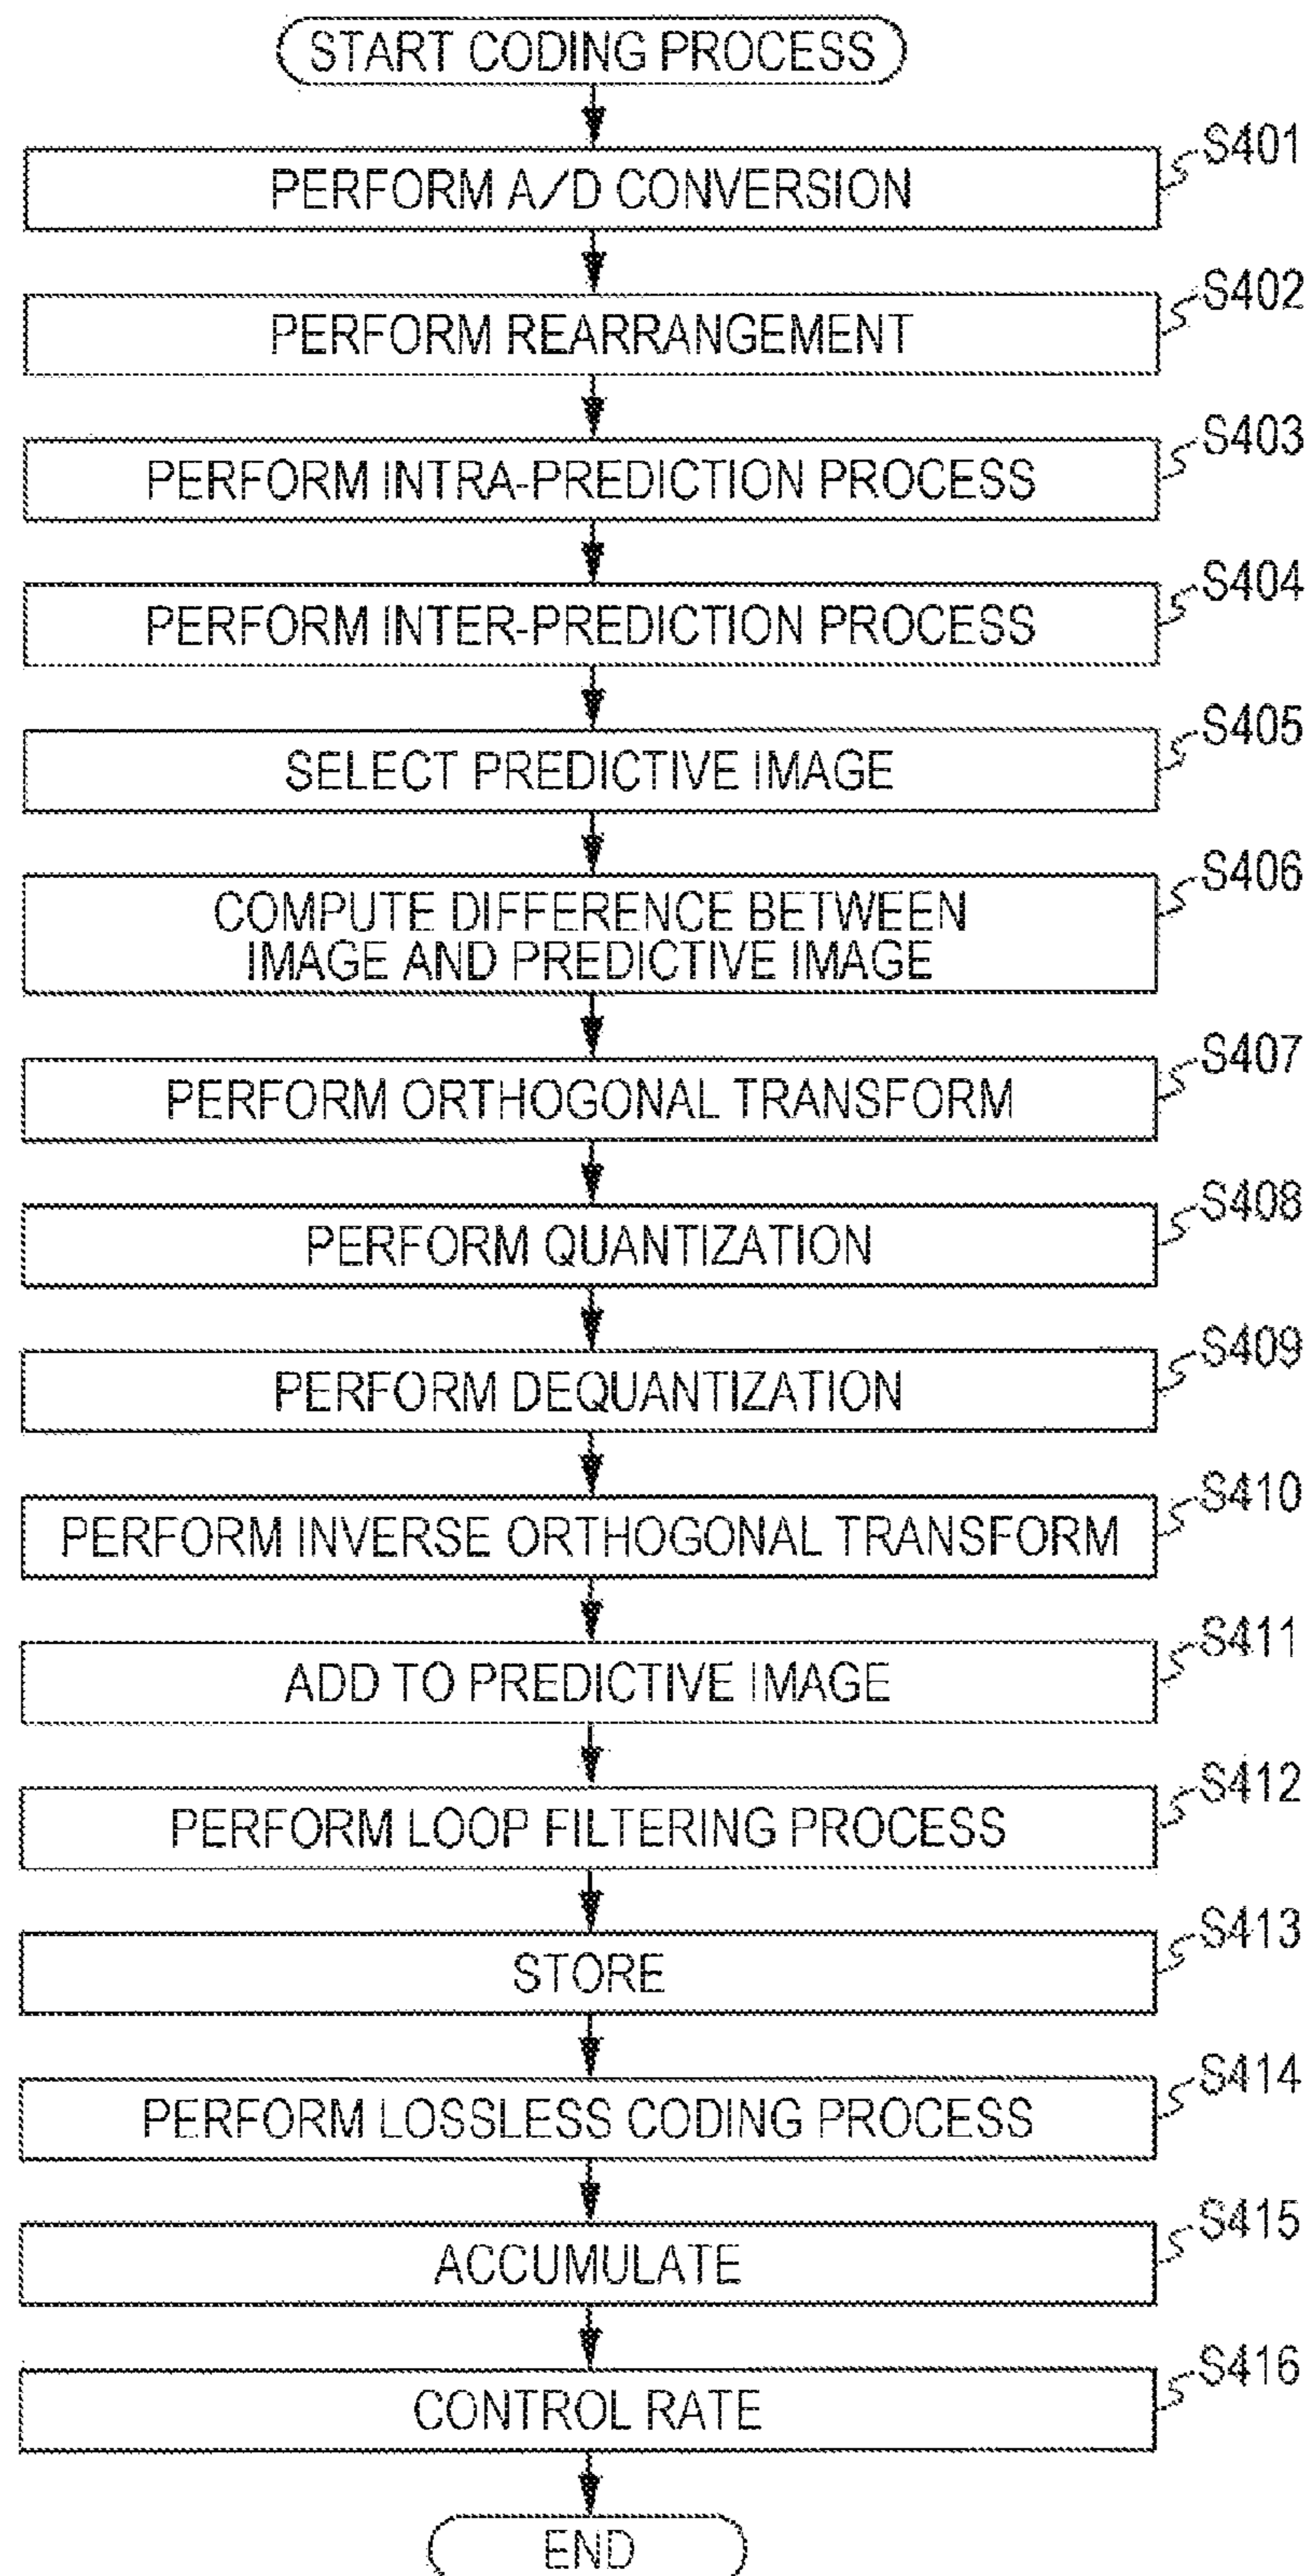 START CODING PROCESS
S401
PERFORM A/D CONVERSION
S402
PERFORM REARRANGEMENT
S403
PERFORM INTRA-PREDICTION PROCESS
S404
PERFORM INTER-PREDICTION PROCESS
S405
SELECT PREDICTIVE IMAGE
S406
COMPUTE DIFFERENCE BETWEEN
IMAGE AND PREDICTIVE IMAGE
S407
PERFORM ORTHOGONAL TRANSFORM
S408
PERFORM QUANTIZATION
S409
PERFORM DEQUANTIZATION
S410
PERFORM INVERSE ORTHOGONAL TRANSFORM
S411
ADD TO PREDICTIVE IMAGE
S412
PERFORM LOOP FILTERING PROCESS
S413
STORE
S414
PERFORM LOSSLESS CODING PROCESS
S415
ACCUMULATE
S416
CONTROL RATE
END